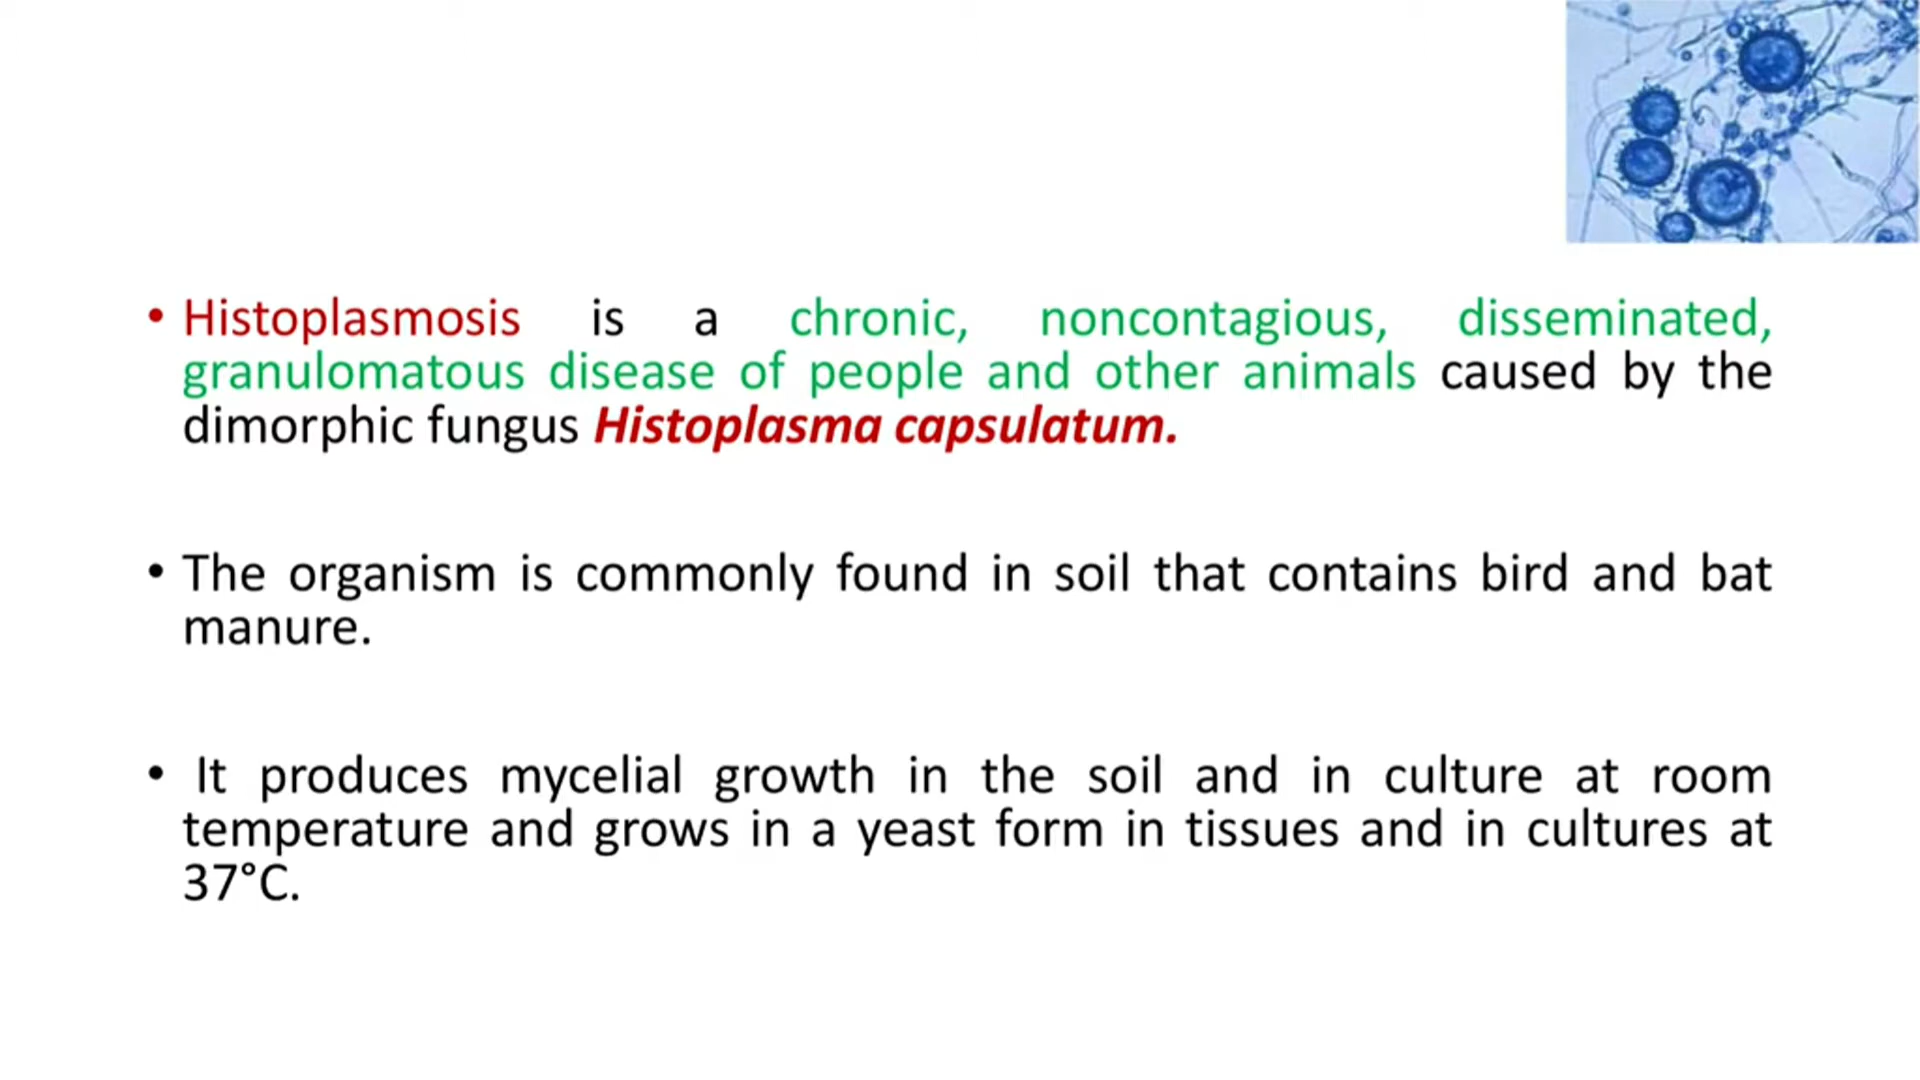 • Histoplasmosis is a chronic, noncontagious, disseminated,
granulomatous disease of people and other animals caused by the
dimorphic fungus Histoplasma capsulatum.
• The organism is commonly found in soil that contains bird and bat
manure.
• It produces mycelial growth in the soil and in culture at room
temperature and grows in a yeast form in tissues and in cultures at
37°C.